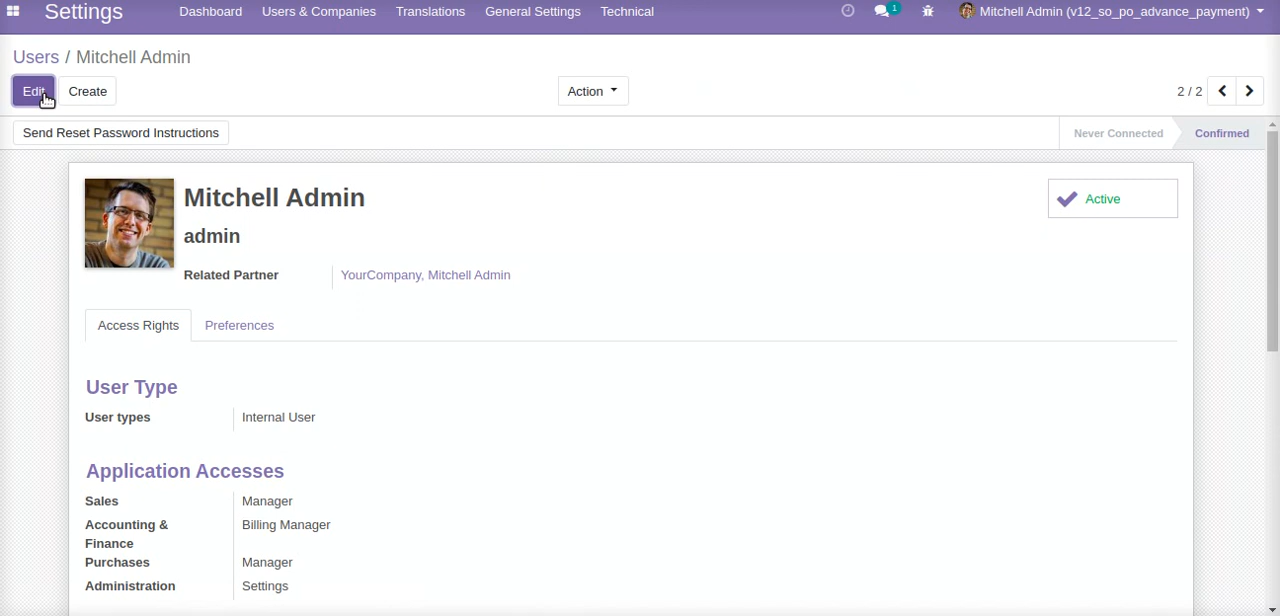 Settings Dashboard Users & Companies Translations General Settings Technical 1 Mitchell Admin (v12_so_po_advance_payment)
Users / Mitchell Admin
Edit Create Action 2 / 2
Send Reset Password Instructions Never Connected Confirmed
Mitchell Admin Active
admin
Related Partner YourCompany, Mitchell Admin
Access Rights Preferences
User Type
User types Internal User
Application Accesses
Sales Manager
Accounting & Billing Manager
Finance
Purchases Manager
Administration Settings